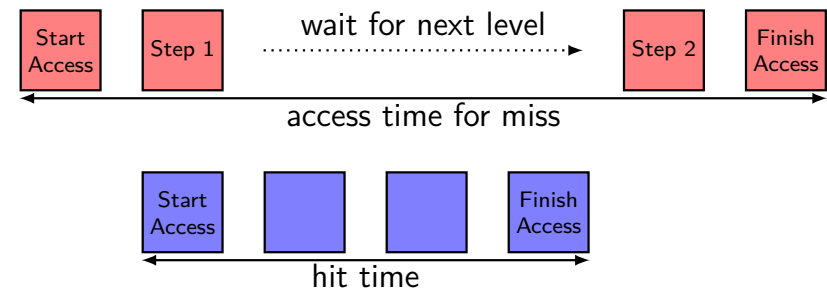 wait for next level
Start
Access
Step 1
Step 2
Finish
Access
access time for miss
Start
Access
Finish
Access
hit time